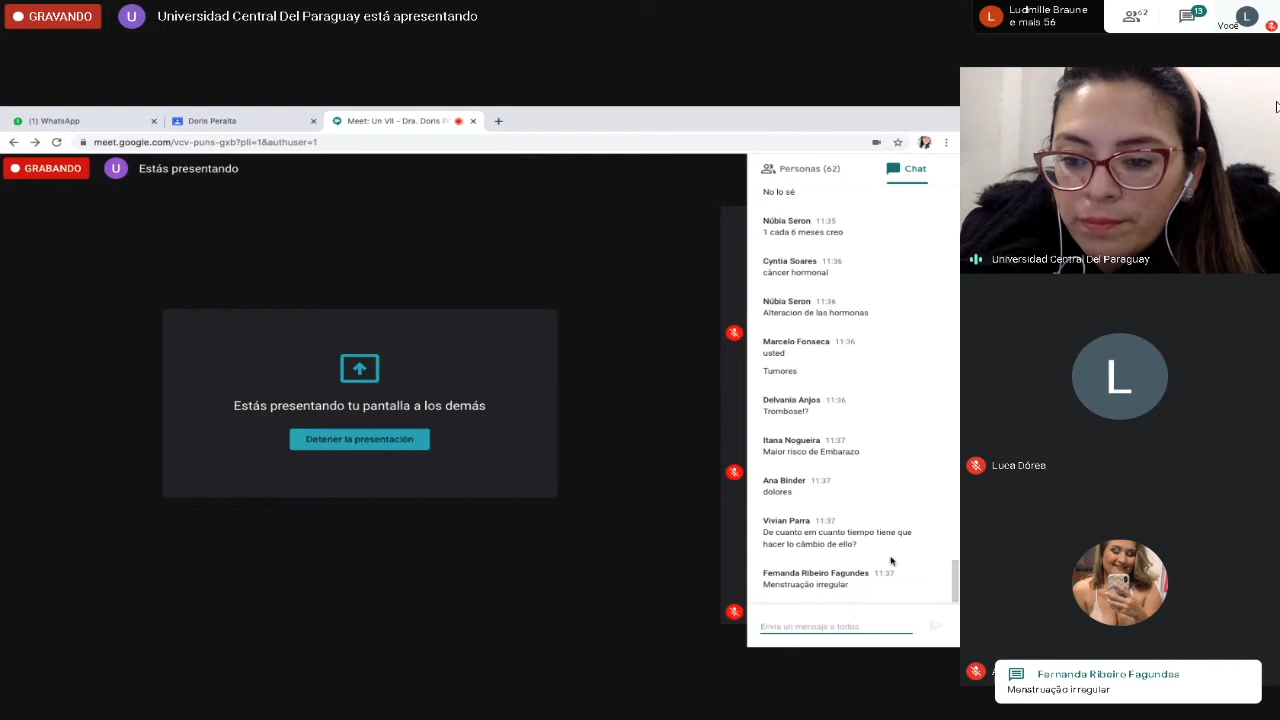 GRAVANDO
U
Universidad Central Del Paraguay está apresentando
L
Ludmille Braune
e mais 56
62
13
L
Você
(1) WhatsApp
Doris Peralta
Meet: Un VII - Dra. Doris P
meet.google.com/vcv-puns-gxb?pli=1&authuser=1
GRABANDO
U
Estás presentando
Personas (62)
Chat
No lo sé
Núbia Seron 11:35
1 cada 6 meses creo
Cyntia Soares 11:36
câncer hormonal
Núbia Seron 11:36
Alteracion de las hormonas
Marcelo Fonseca 11:36
usted
Tumores
Delvania Anjos 11:36
Trombose!?
Itana Nogueira 11:37
Maior risco de Embarazo
Ana Binder 11:37
dolores
Vivian Parra 11:37
De cuanto em cuanto tiempo tiene que
hacer lo câmbio de ello?
Fernanda Ribeiro Fagundes 11:37
Menstruação irregular
Envia un mensaje a todos
Estás presentando tu pantalla a los demás
Detener la presentación
Universidad Central Del Paraguay
L
Luca Dórea
Fernanda Ribeiro Fagundes
Menstruação irregular